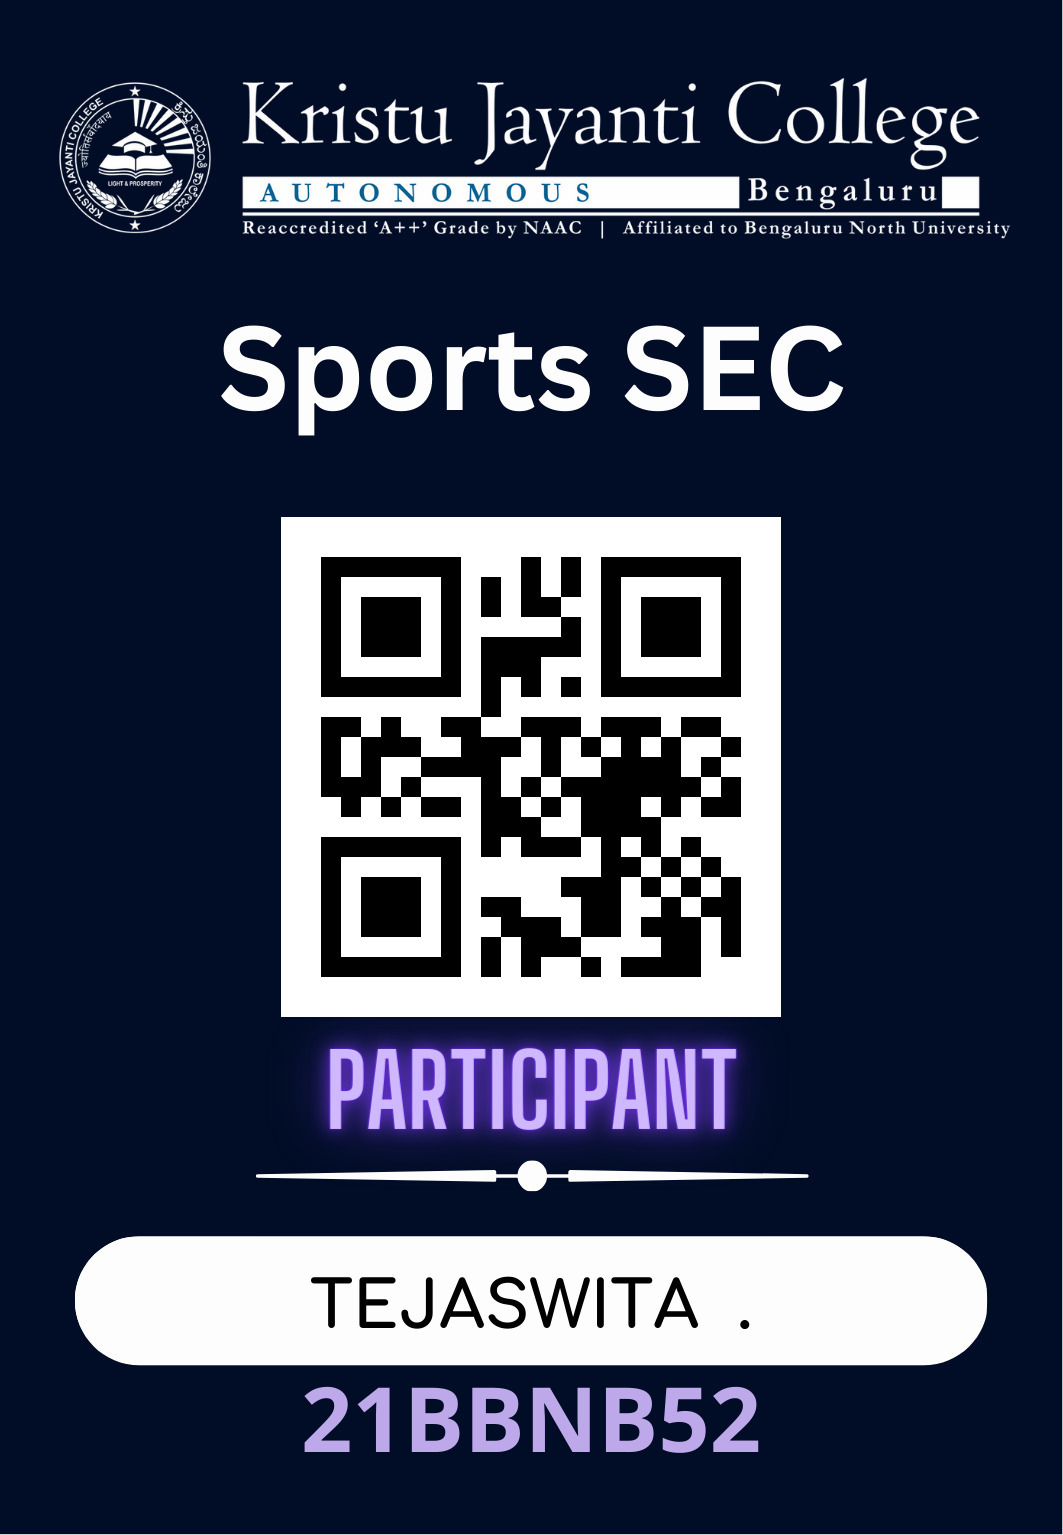 KRISTU JAYANTI COLLEGE
ज्योतिसंवादयाय
LIGHT & PROSPERITY
Kristu Jayanti College
AUTONOMOUS Bengaluru
Reaccredited ‘A++’ Grade by NAAC | Affiliated to Bengaluru North University
Sports SEC
PARTICIPANT
TEJASWITA .
21BBNB52